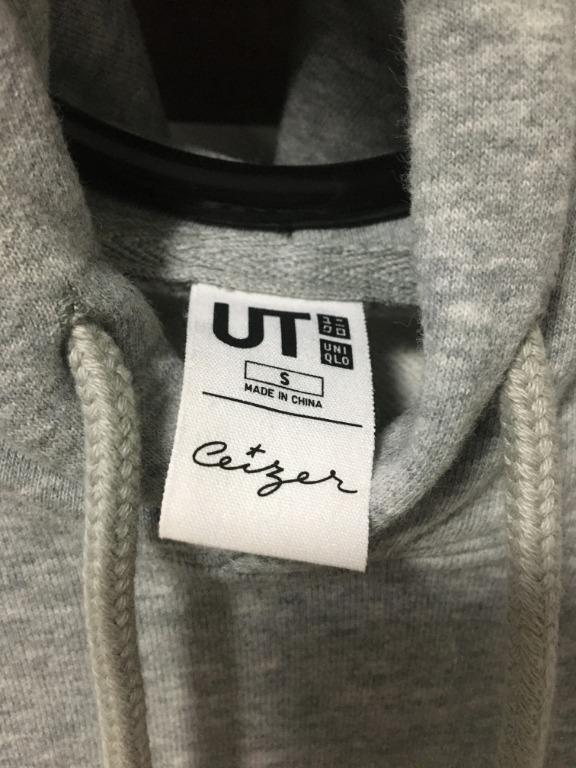 UT
ユニ
クロ
UNI
QLO
S
MADE IN CHINA
Ceizer